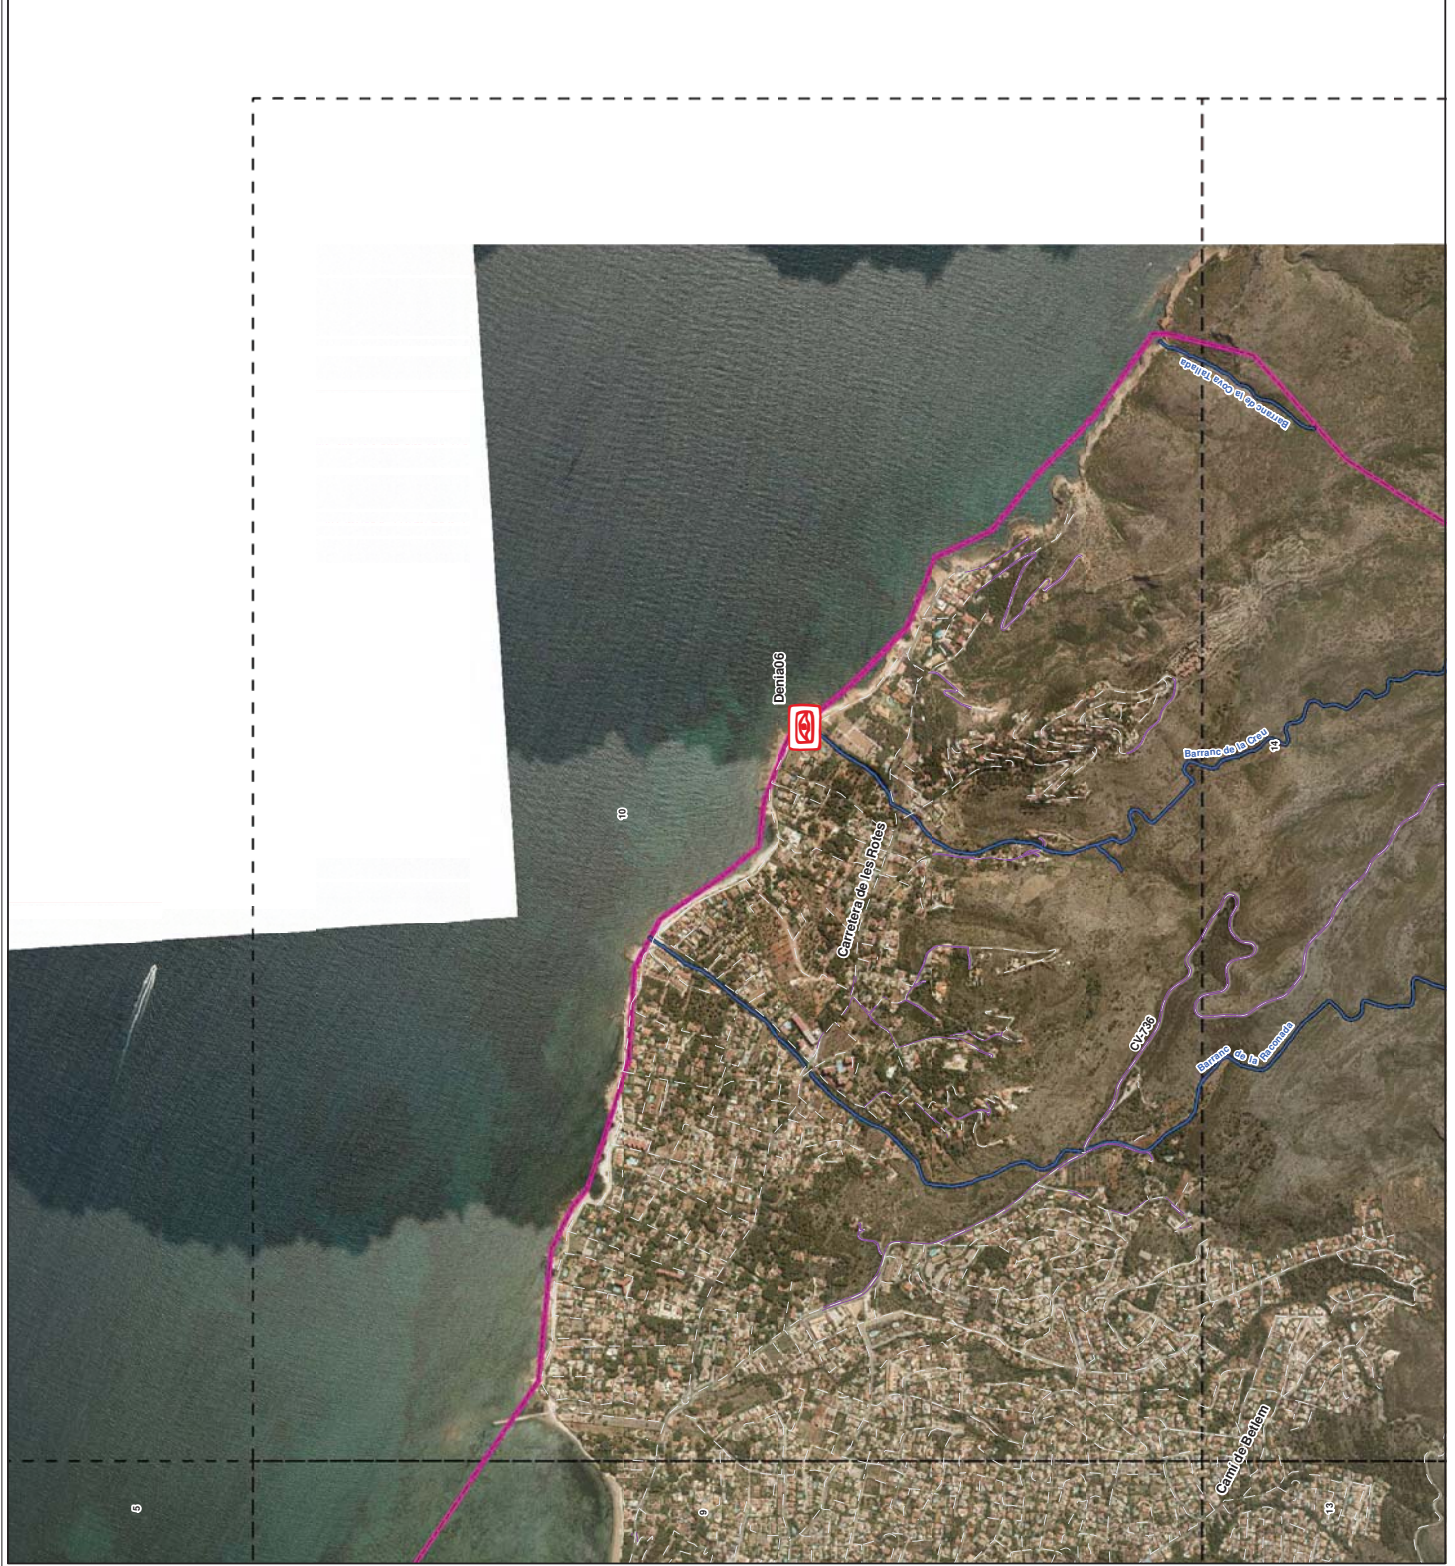 Barranc de la Cova Tallada
Denia06
Barranc de la Creu
14
10
Carretera de les Rotes
CV-736
Barranc de la Raconada
Camí de Betlem
5
9
13